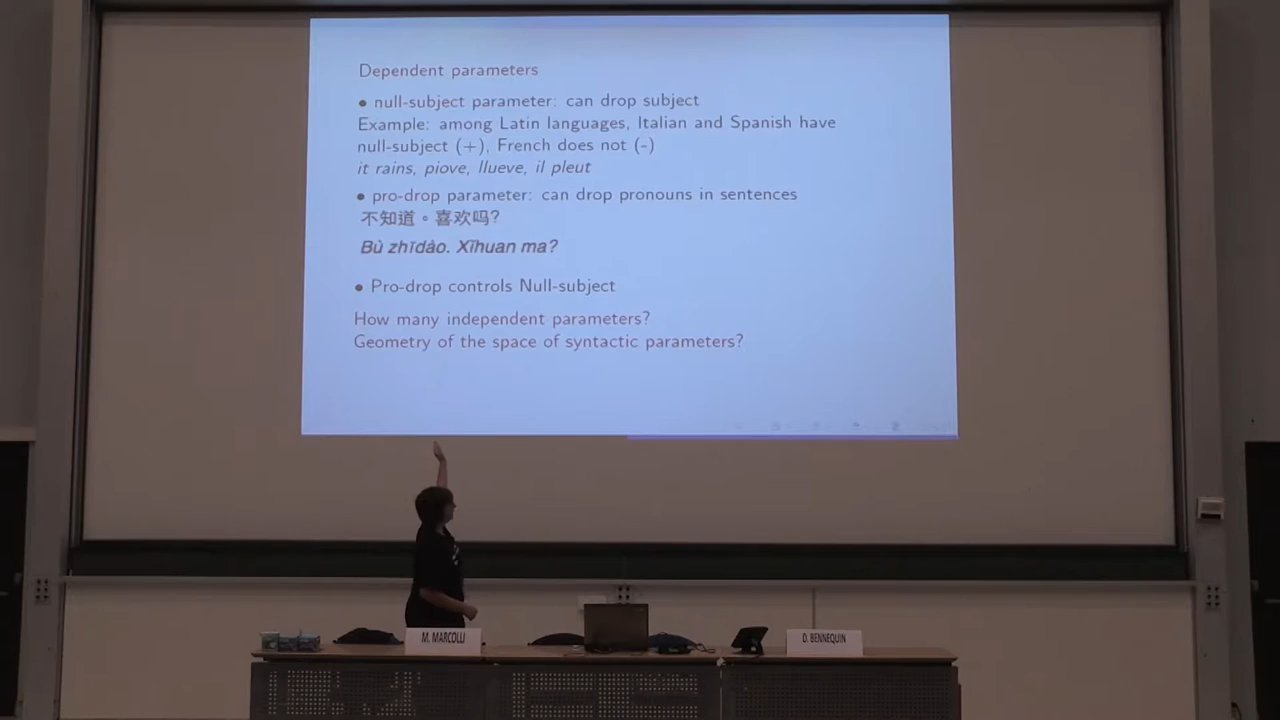 Dependent parameters
• null-subject parameter: can drop subject
Example: among Latin languages, Italian and Spanish have
null-subject (+), French does not (-)
it rains, piove, llueve, il pleut
• pro-drop parameter: can drop pronouns in sentences
不知道。喜欢吗?
Bù zhīdào. Xǐhuan ma?
• Pro-drop controls Null-subject
How many independent parameters?
Geometry of the space of syntactic parameters?
M. MARCOLLI
D. BENNEQUIN